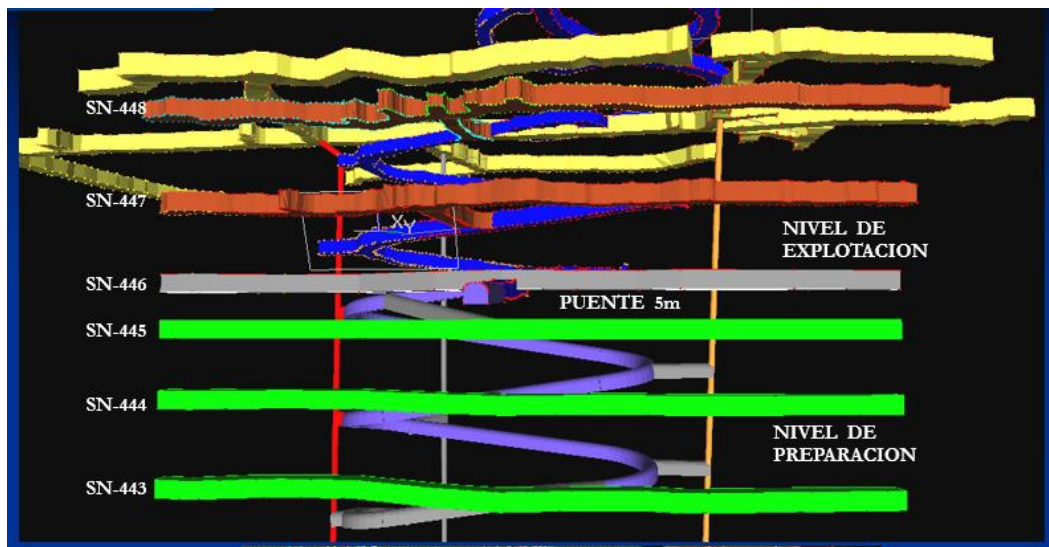 SN-448
SN-447
XY
NIVEL DE
EXPLOTACION
SN-446
PUENTE 5m
SN-445
SN-444
NIVEL DE
PREPARACION
SN-443